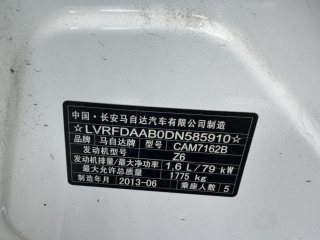 中国·长安马自达汽车有限公司制造
☆LVRFDAAB0DN585910☆
品牌 马自达牌 型号 CAM7162B
发动机型号 Z6
发动机排量/最大净功率 1.6 L/79 kW
最大允许总质量 1775 kg
制造年月 2013-06 乘座人数 5